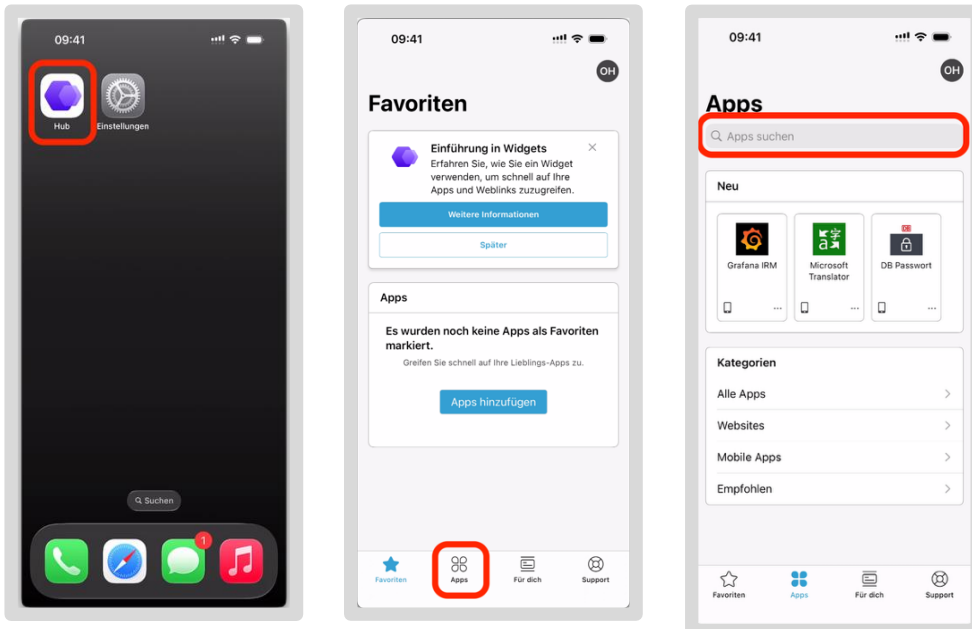 09:41
Hub
Einstellungen
Suchen
1
09:41
OH
Favoriten
Einführung in Widgets
Erfahren Sie, wie Sie ein Widget
verwenden, um schnell auf Ihre
Apps und Weblinks zuzugreifen.
Weitere Informationen
Später
Apps
Es wurden noch keine Apps als Favoriten
markiert.
Greifen Sie schnell auf Ihre Lieblings-Apps zu.
Apps hinzufügen
Favoriten
Apps
Für dich
Support
09:41
OH
Apps
Apps suchen
Neu
字
a
Grafana IRM
Microsoft
Translator
DB
DB Passwort
Kategorien
Alle Apps
Websites
Mobile Apps
Empfohlen
Favoriten
Apps
Für dich
Support